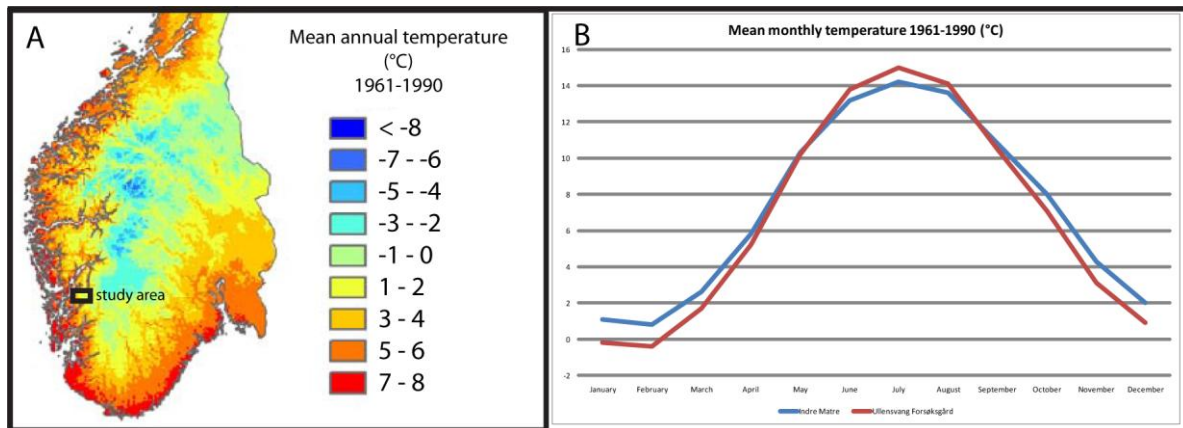 A
Mean annual temperature
(°C)
1961-1990
< -8
-7 - -6
-5 - -4
-3 - -2
-1 - 0
1 - 2
3 - 4
5 - 6
7 - 8
study area
B
Mean monthly temperature 1961-1990 (°C)
16
14
12
10
8
6
4
2
0
-2
January February March April May June July August September October November December
Indre Matre Ullensvang Forsøksgård